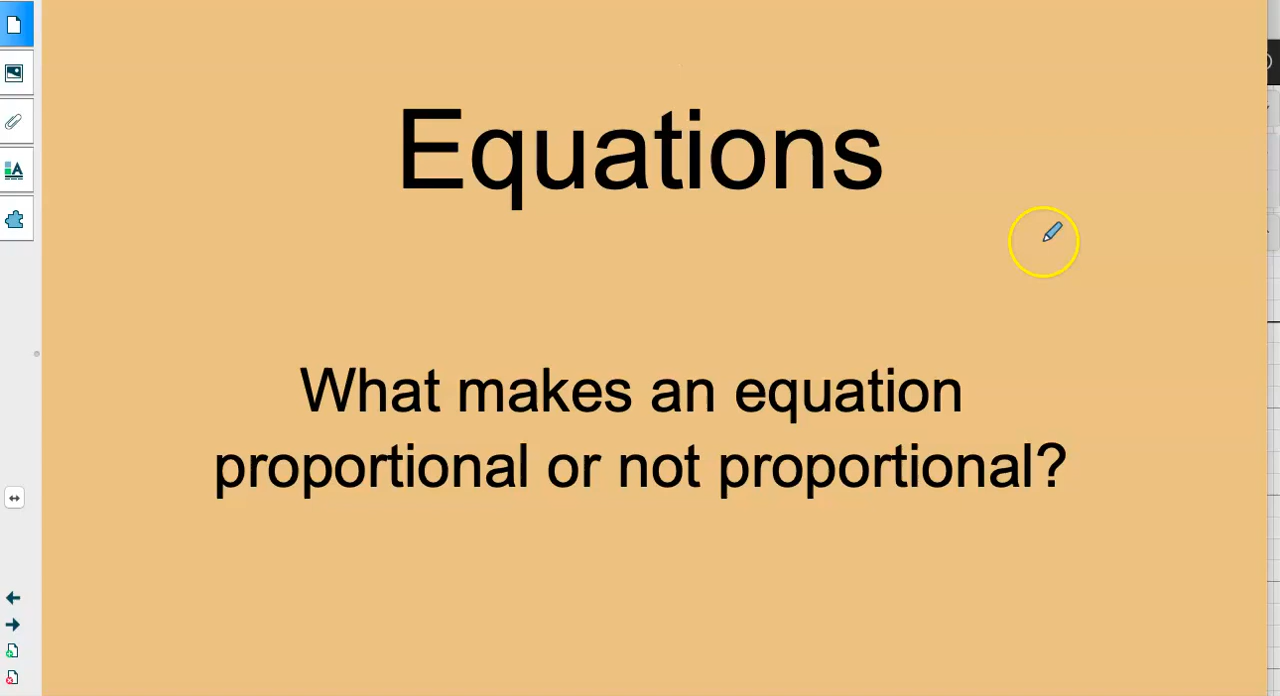 Equations
What makes an equation
proportional or not proportional?